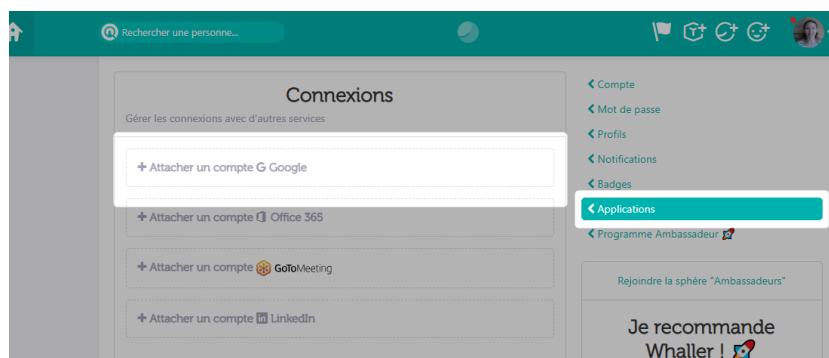 Rechercher une personne...
Connexions
Gérer les connexions avec d'autres services
+ Attacher un compte G Google
+ Attacher un compte Office 365
+ Attacher un compte GoToMeeting
+ Attacher un compte in LinkedIn
Compte
Mot de passe
Profils
Notifications
Badges
Applications
Programme Ambassadeur 🚀
Rejoindre la sphère "Ambassadeurs"
Je recommande
Whaller ! 🚀